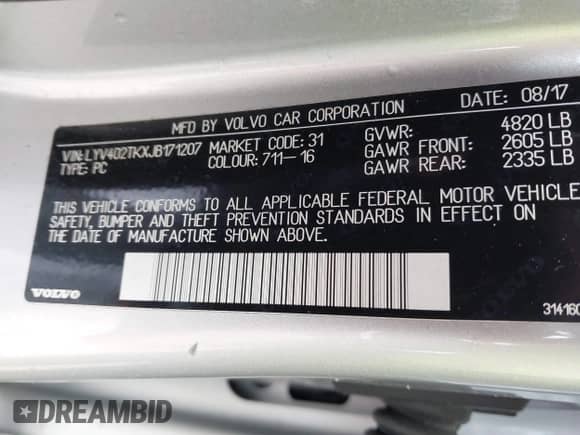 MFD BY VOLVO CAR CORPORATION
DATE: 08/17
VIN: LYV402TKXJB171207
TYPE: PC
MARKET CODE: 31
COLOUR: 711-16
GVWR: 4820 LB
GAWR FRONT: 2605 LB
GAWR REAR: 2335 LB
THIS VEHICLE CONFORMS TO ALL APPLICABLE FEDERAL MOTOR VEHICLE
SAFETY, BUMPER AND THEFT PREVENTION STANDARDS IN EFFECT ON
THE DATE OF MANUFACTURE SHOWN ABOVE.
VOLVO
314160
DREAMBID